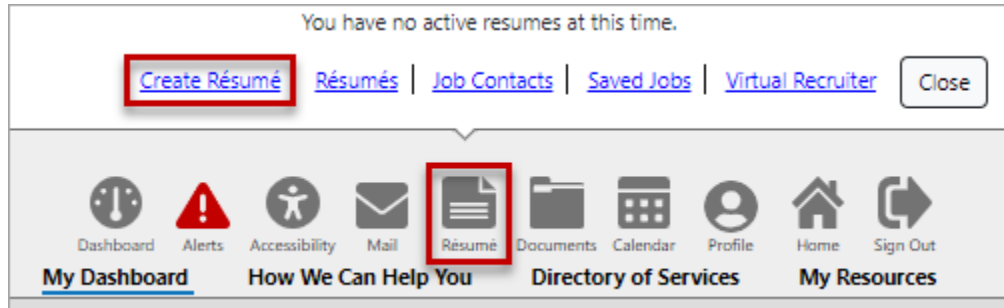 You have no active resumes at this time.
Create Résumé Résumés | Job Contacts | Saved Jobs | Virtual Recruiter Close
Dashboard Alerts Accessibility Mail Résumé Documents Calendar Profile Home Sign Out
My Dashboard How We Can Help You Directory of Services My Resources